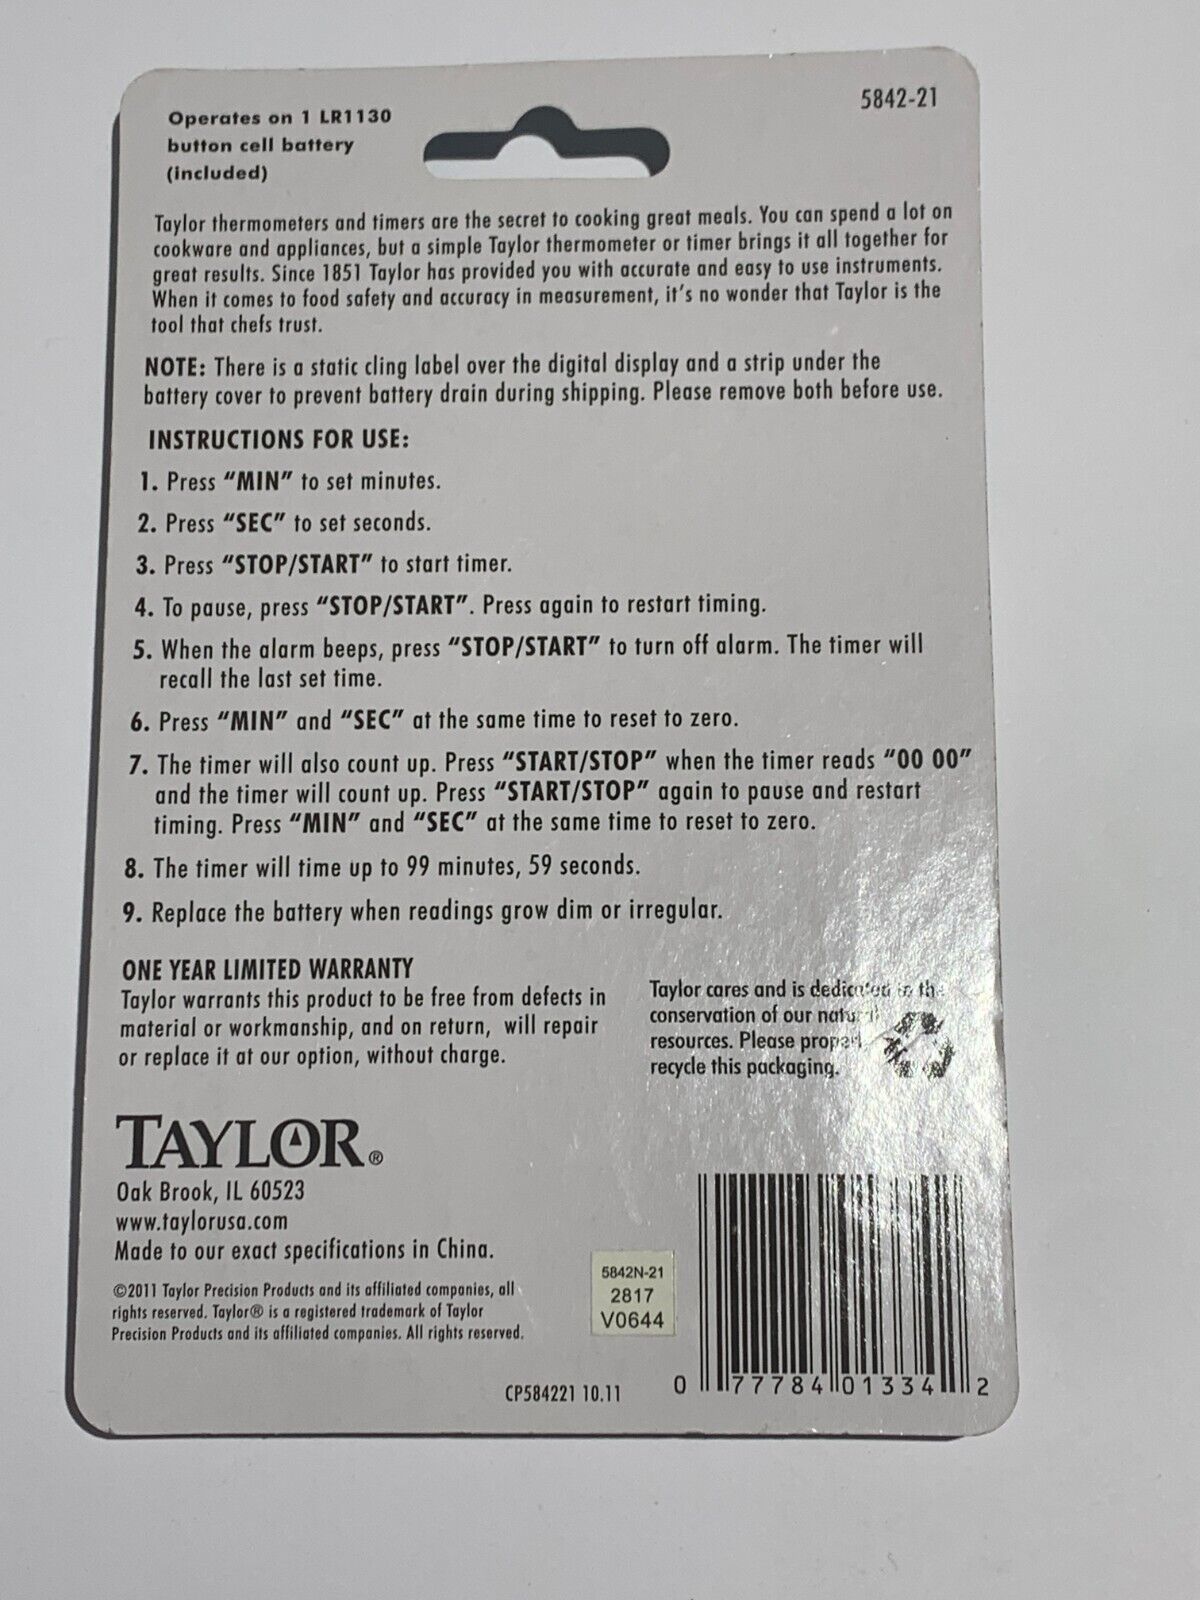 Operates on 1 LR1130
button cell battery
(included)
5842-21
Taylor thermometers and timers are the secret to cooking great meals. You can spend a lot on
cookware and appliances, but a simple Taylor thermometer or timer brings it all together for
great results. Since 1851 Taylor has provided you with accurate and easy to use instruments.
When it comes to food safety and accuracy in measurement, it's no wonder that Taylor is the
tool that chefs trust.
NOTE: There is a static cling label over the digital display and a strip under the
battery cover to prevent battery drain during shipping. Please remove both before use.
INSTRUCTIONS FOR USE:
1. Press "MIN" to set minutes.
2. Press "SEC" to set seconds.
3. Press "STOP/START" to start timer.
4. To pause, press "STOP/START". Press again to restart timing.
5. When the alarm beeps, press "STOP/START" to turn off alarm. The timer will
recall the last set time.
6. Press "MIN" and "SEC" at the same time to reset to zero.
7. The timer will also count up. Press "START/STOP" when the timer reads "00 00"
and the timer will count up. Press "START/STOP" again to pause and restart
timing. Press "MIN" and "SEC" at the same time to reset to zero.
8. The timer will time up to 99 minutes, 59 seconds.
9. Replace the battery when readings grow dim or irregular.
ONE YEAR LIMITED WARRANTY
Taylor warrants this product to be free from defects in
material or workmanship, and on return, will repair
or replace it at our option, without charge.
Taylor cares and is dedicated to the
conservation of our natural
resources. Please properly
recycle this packaging.
TAYLOR®
Oak Brook, IL 60523
www.taylorusa.com
Made to our exact specifications in China.
©2011 Taylor Precision Products and its affiliated companies, all
rights reserved. Taylor® is a registered trademark of Taylor
Precision Products and its affiliated companies. All rights reserved.
5842N-21
2817
V0644
CP584221 10.11
0 77784 01334 2